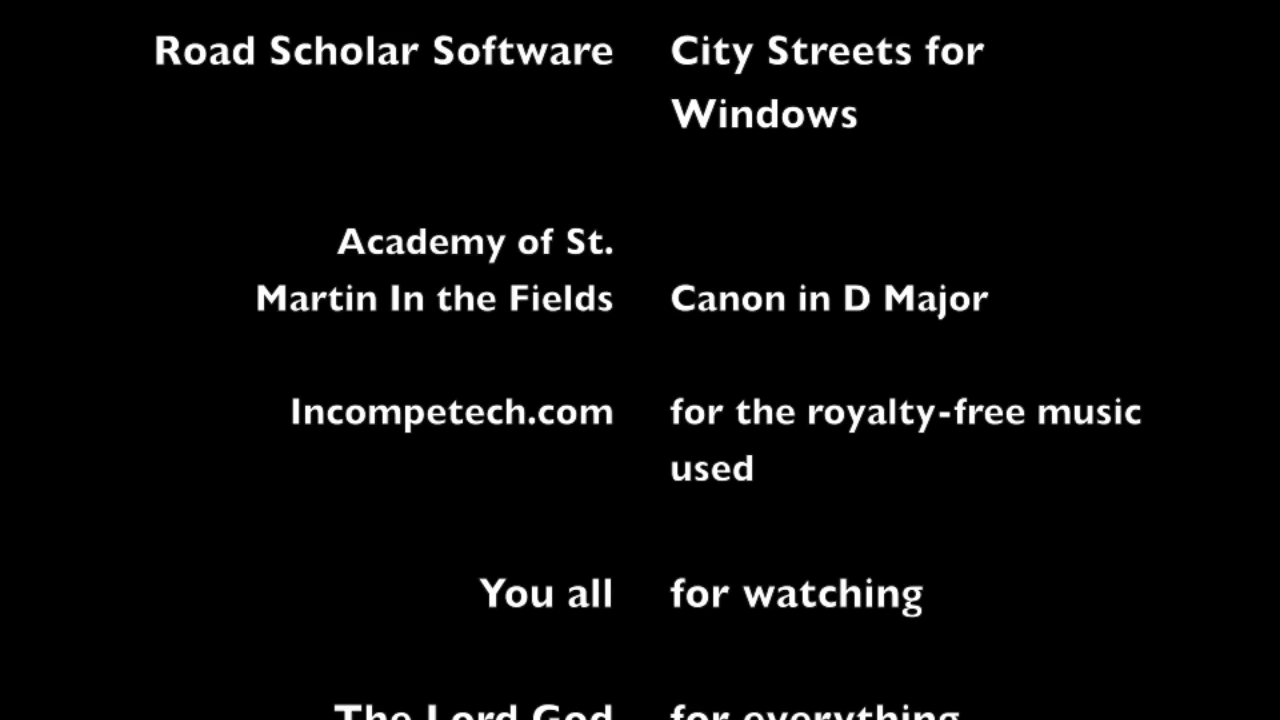 Road Scholar Software City Streets for
Windows
Academy of St.
Martin In the Fields Canon in D Major
Incompetech.com for the royalty-free music
used
You all for watching
The Lord God for everything